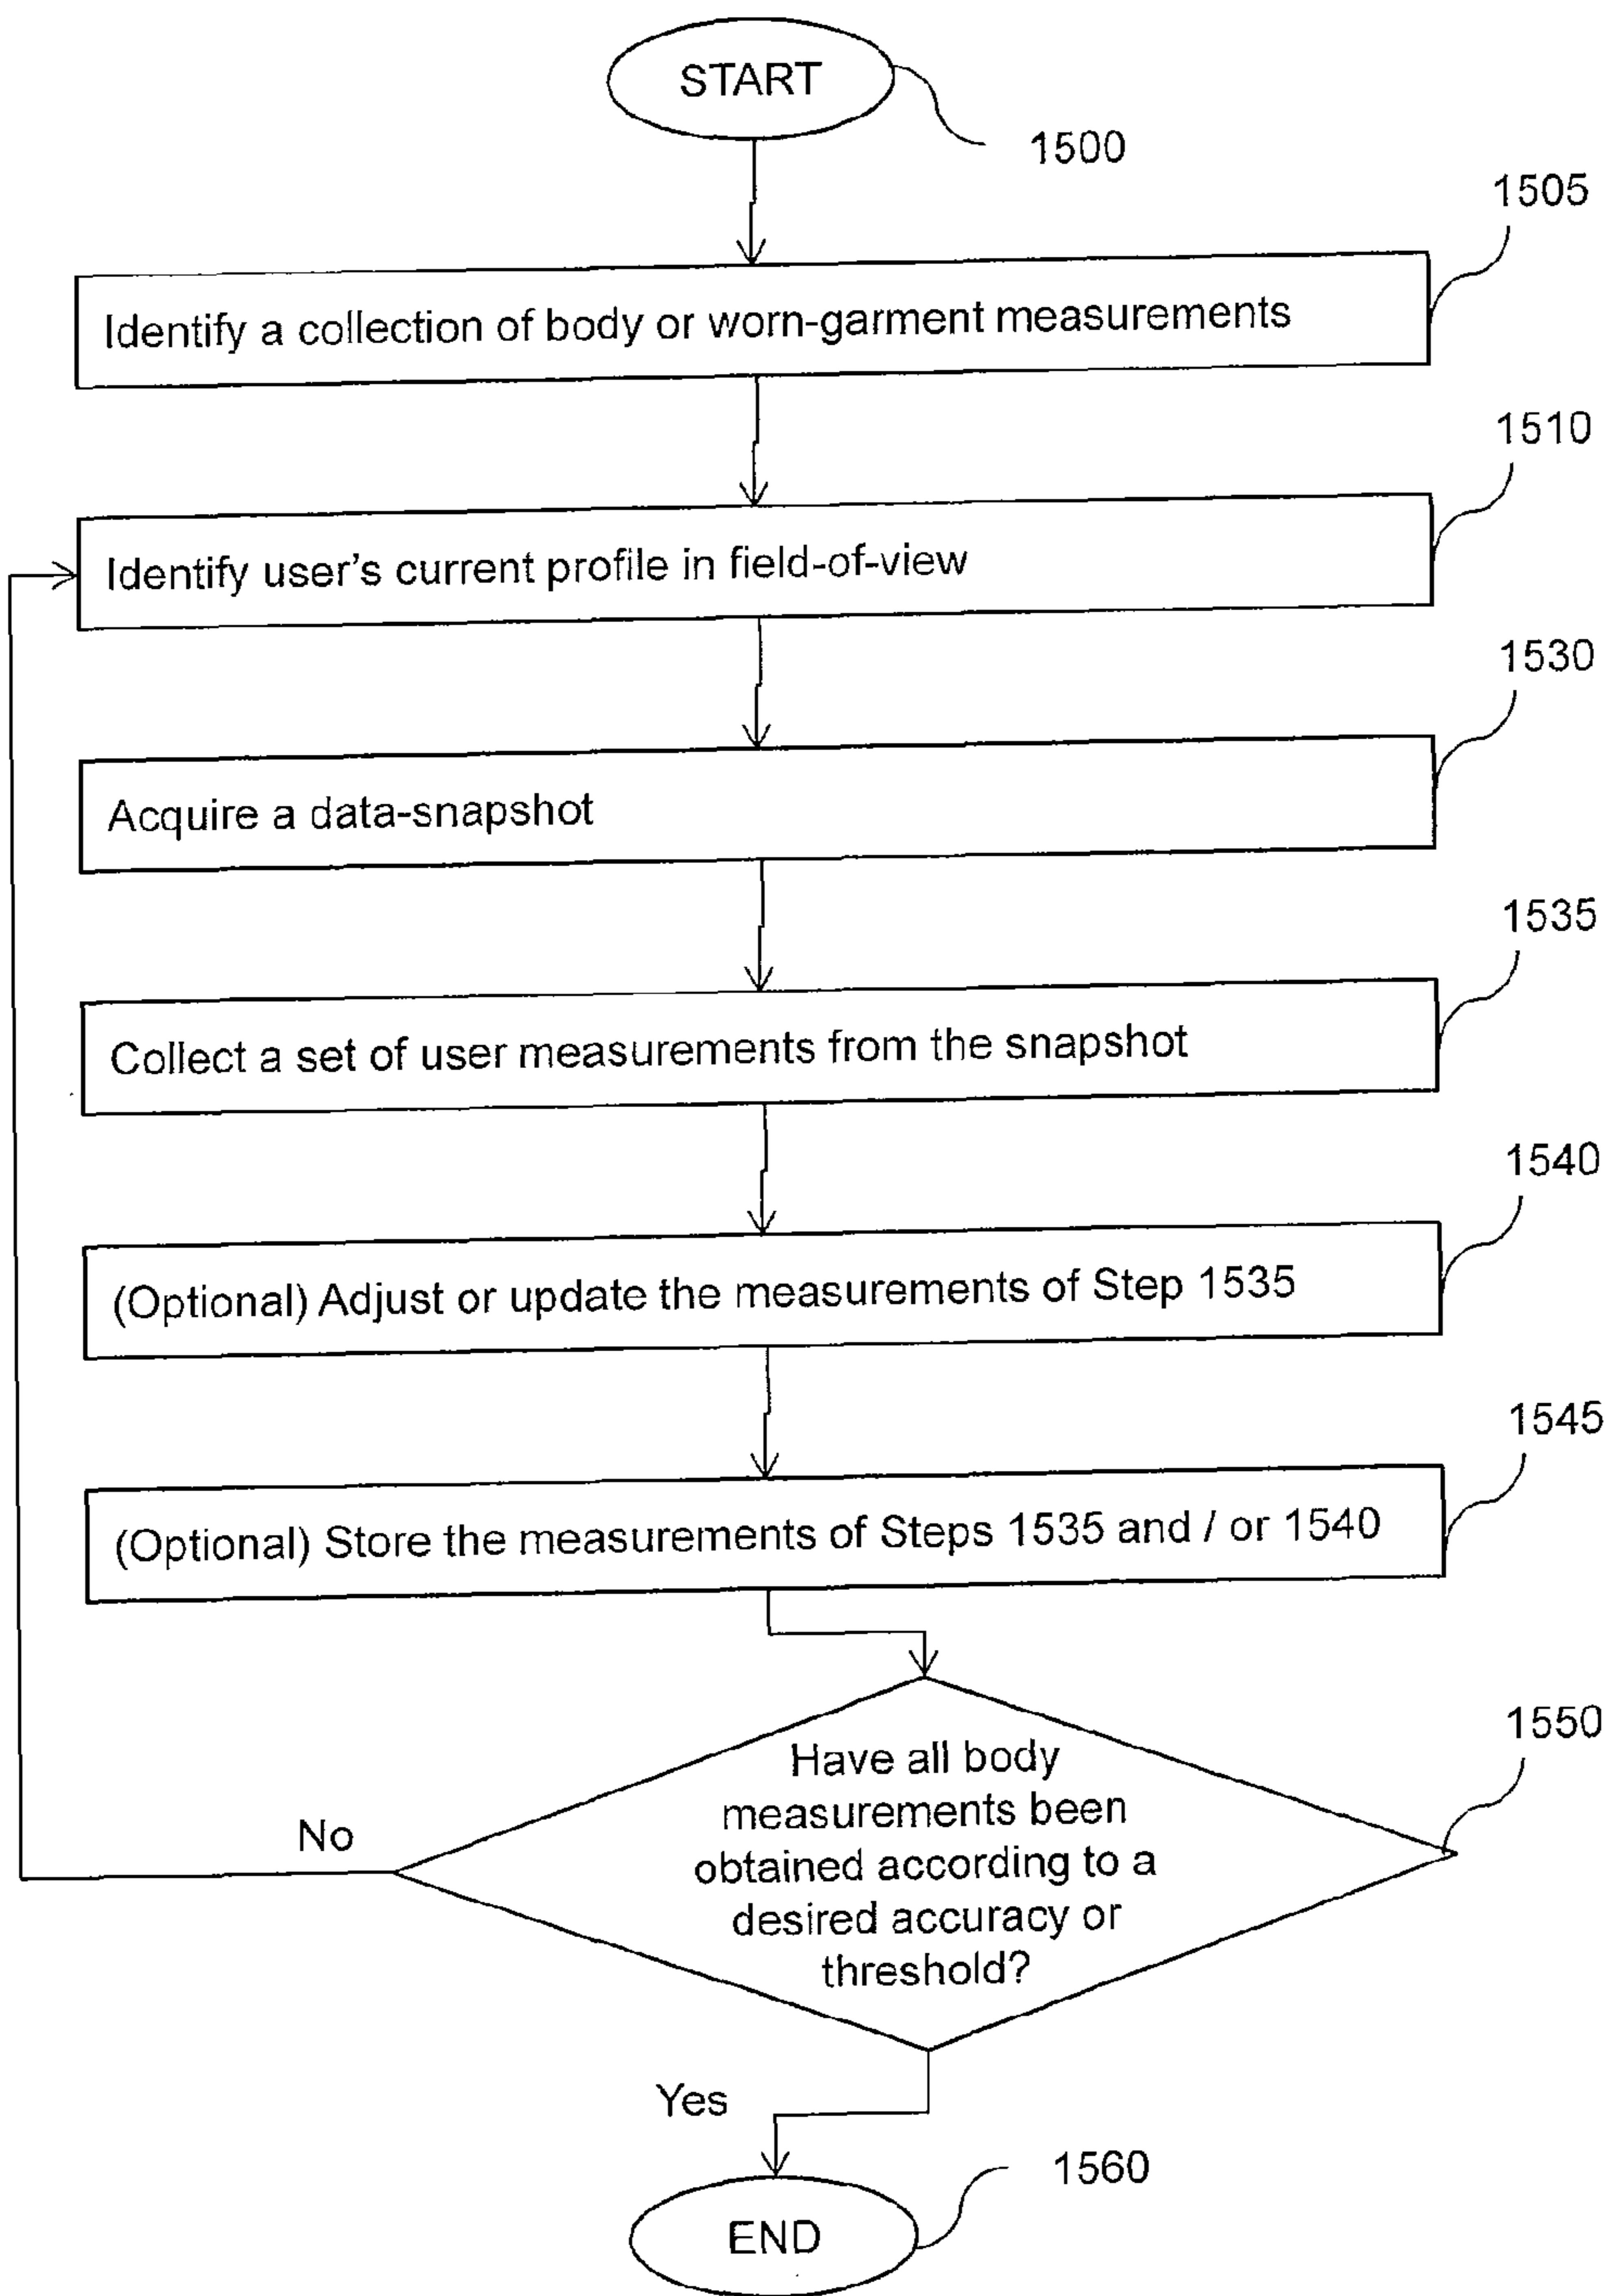 START
1500
1505
Identify a collection of body or worn-garment measurements
1510
Identify user's current profile in field-of-view
1530
Acquire a data-snapshot
1535
Collect a set of user measurements from the snapshot
1540
(Optional) Adjust or update the measurements of Step 1535
1545
(Optional) Store the measurements of Steps 1535 and / or 1540
1550
Have all body
measurements been
obtained according to a
desired accuracy or
threshold?
No
Yes
1560
END